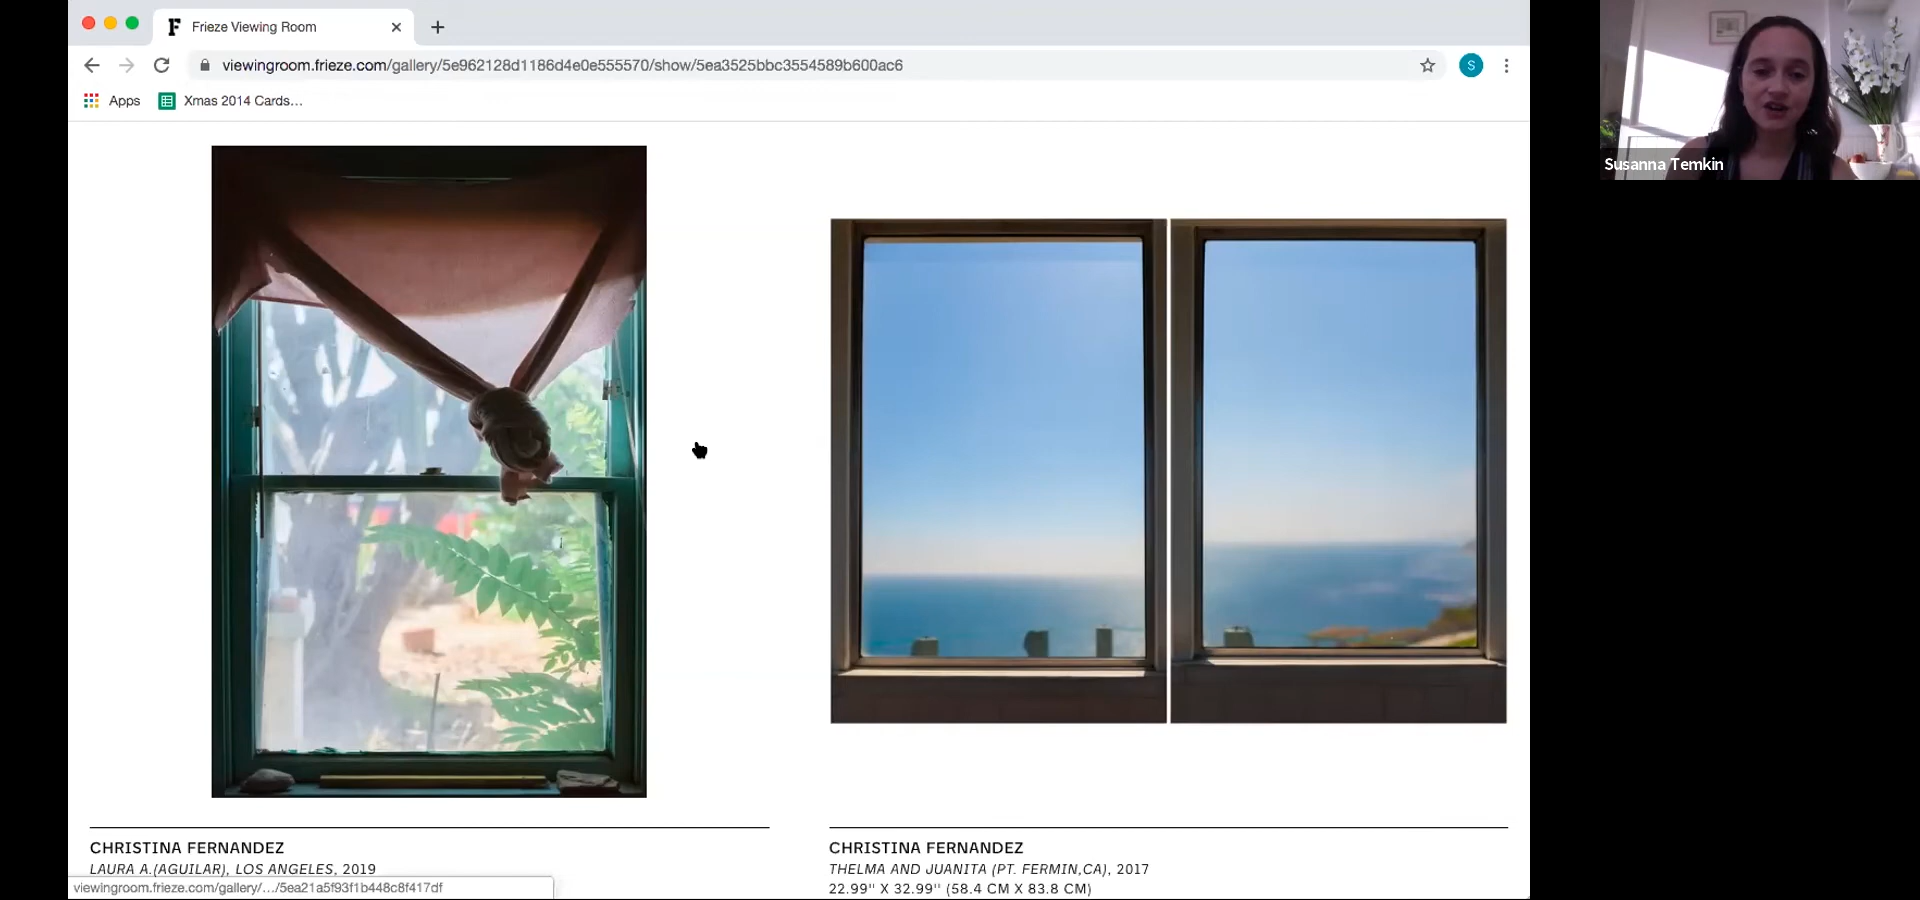 Frieze Viewing Room
viewingroom.frieze.com/gallery/5e962128d1186d4e0e555570/show/5ea3525bbc3554589b600ac6
S
Apps
Xmas 2014 Cards...
Susanna Temkin
CHRISTINA FERNANDEZ
LAURA A.(AGUILAR), LOS ANGELES, 2019
viewingroom.frieze.com/gallery/.../5ea21a5f93f1b448c8f417df
CHRISTINA FERNANDEZ
THELMA AND JUANITA (PT. FERMIN,CA), 2017
22.99'' X 32.99'' (58.4 CM X 83.8 CM)